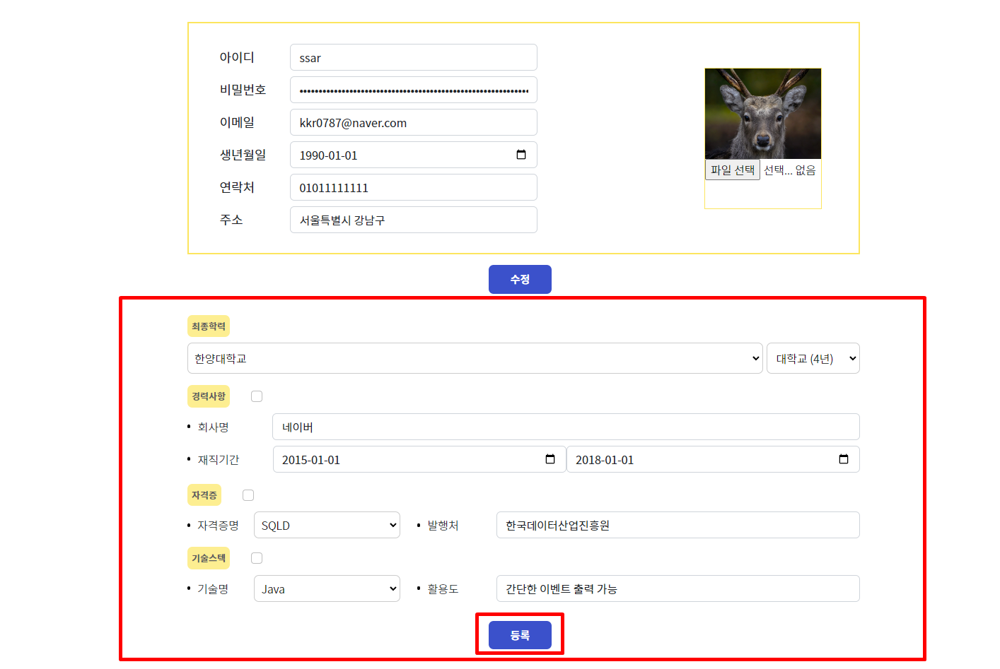 아이디 ssar
비밀번호 ••••••••••••••••••••••••••••••••••••••••••••••••••••••••••••
이메일 kkr0787@naver.com
생년월일 1990-01-01
연락처 01011111111
주소 서울특별시 강남구
파일 선택 선택... 없음
수정
최종학력
한양대학교 대학교 (4년)
경력사항
• 회사명 네이버
• 재직기간 2015-01-01 2018-01-01
자격증
• 자격증명 SQLD • 발행처 한국데이터산업진흥원
기술스텍
• 기술명 Java • 활용도 간단한 이벤트 출력 가능
등록